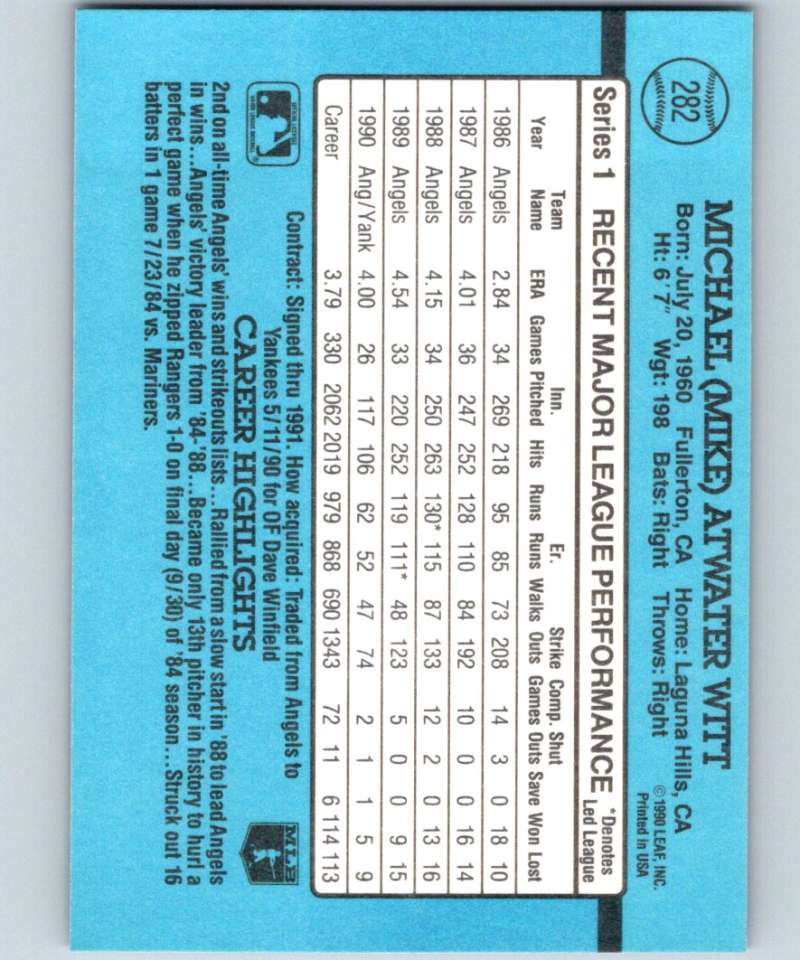 282
MICHAEL (MIKE) ATWATER WITT
Born: July 20, 1960 Fullerton, CA Home: Laguna Hills, CA
Ht: 6'7" Wgt: 198 Bats: Right Throws: Right
©1990 LEAF, INC.
Printed in USA
Series 1 RECENT MAJOR LEAGUE PERFORMANCE *Denotes
Led League
Team Inn. Er. Strike Comp. Shut
Year Name ERA Games Pitched Hits Runs Runs Walks Outs Games Outs Save Won Lost
1986 Angels 2.84 34 269 218 95 85 73 208 14 3 0 18 10
1987 Angels 4.01 36 247 252 128 110 84 192 10 0 0 16 14
1988 Angels 4.15 34 250 263 130* 115 87 133 12 2 0 13 16
1989 Angels 4.54 33 220 252 119 111* 48 123 5 0 0 9 15
1990 Ang/Yank 4.00 26 117 106 62 52 47 74 2 1 1 5 9
Career 3.79 330 2062 2019 979 868 690 1343 72 11 6 114 113
Contract: Signed thru 1991. How acquired: Traded from Angels to
Yankees 5/11/90 for OF Dave Winfield
CAREER HIGHLIGHTS
2nd on all-time Angels' wins and strikeouts lists...Rallied from a slow start in '88 to lead Angels
in wins...Angels' victory leader from '84-'88...Became only 13th pitcher in history to hurl a
perfect game when he zipped Rangers 1-0 on final day (9/30) of '84 season...Struck out 16
batters in 1 game 7/23/84 vs. Mariners.
MLB